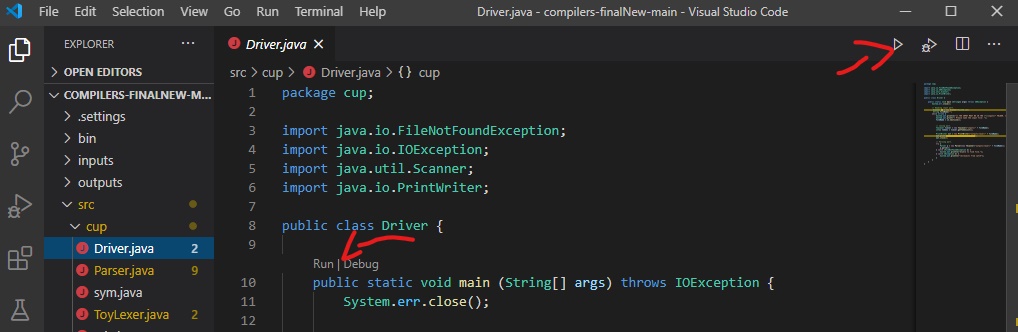 File Edit Selection View Go Run Terminal Help Driver.java - compilers-finalNew-main - Visual Studio Code
EXPLORER
OPEN EDITORS
COMPILERS-FINALNEW-M...
.settings
bin
inputs
outputs
src
cup
Driver.java 2
Parser.java 9
sym.java
ToyLexer.java 2
Driver.java
src > cup > Driver.java > {} cup
1 package cup;
2
3 import java.io.FileNotFoundException;
4 import java.io.IOException;
5 import java.util.Scanner;
6 import java.io.PrintWriter;
7
8 public class Driver {
9
Run | Debug
10 public static void main (String[] args) throws IOException {
11 System.err.close();
12